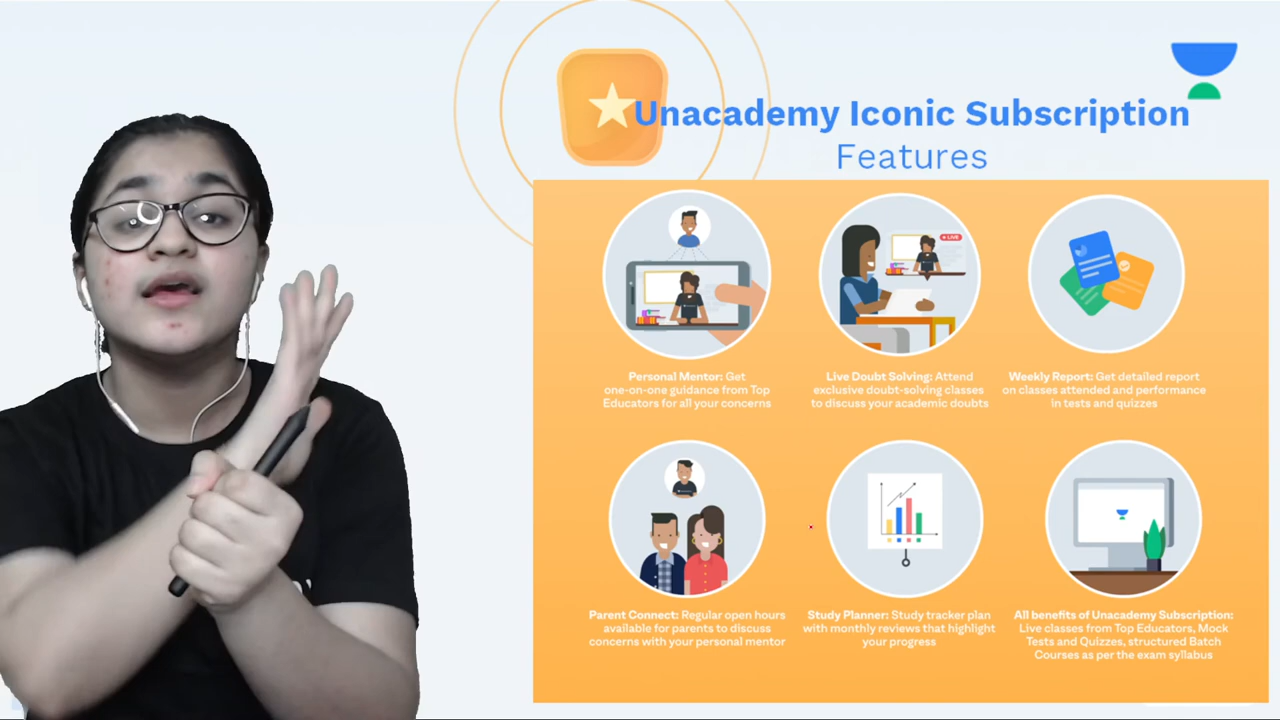 Unacademy Iconic Subscription
Features
LIVE
Personal Mentor: Get
one-on-one guidance from Top
Educators for all your concerns
Live Doubt Solving: Attend
exclusive doubt-solving classes
to discuss your academic doubts
Weekly Report: Get detailed report
on classes attended and performance
in tests and quizzes
Parent Connect: Regular open hours
available for parents to discuss
concerns with your personal mentor
Study Planner: Study tracker plan
with monthly reviews that highlight
your progress
All benefits of Unacademy Subscription:
Live classes from Top Educators, Mock
Tests and Quizzes, structured Batch
Courses as per the exam syllabus